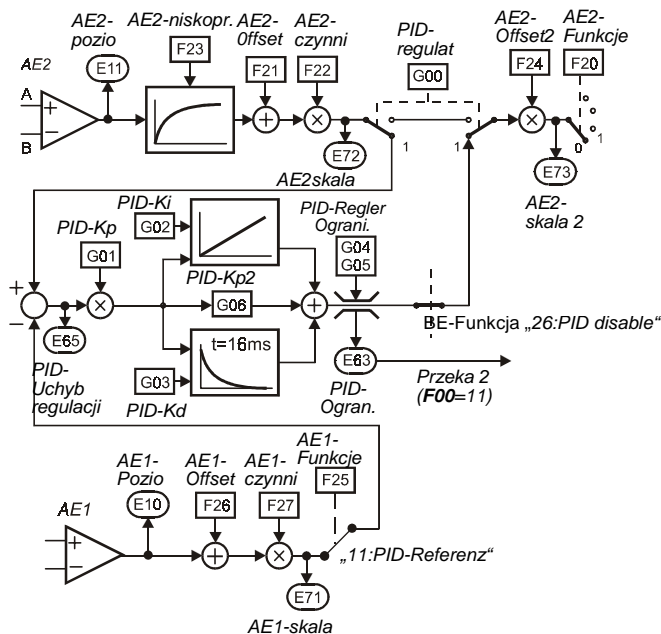 AE2-
pozio
AE2-niskopr.
AE2-
0ffset
AE2-
czynni
PID-
regulat
AE2-
Offset2
AE2-
Funkcje
AE2
E11
F23
F21
F22
G00
F24
F20
A
+
B
−
+
×
×
1
1
0
1
E72
E73
AE2skala
AE2-
skala 2
PID-Ki
G02
PID-Kp
G01
PID-Kp2
G06
PID-Regler
Ograni.
G04
G05
+
−
×
+
E65
PID-
Uchyb
regulacji
t=16ms
G03
PID-Kd
E63
PID-
Ogran.
BE-Funkcja „26:PID disable“
Przeka 2
(F00=11)
AE1-
Pozio
AE1-
Offset
AE1-
czynni
AE1-
Funkcje
AE1
E10
F26
F27
F25
+
−
+
×
„11:PID-Referenz“
E71
AE1-skala